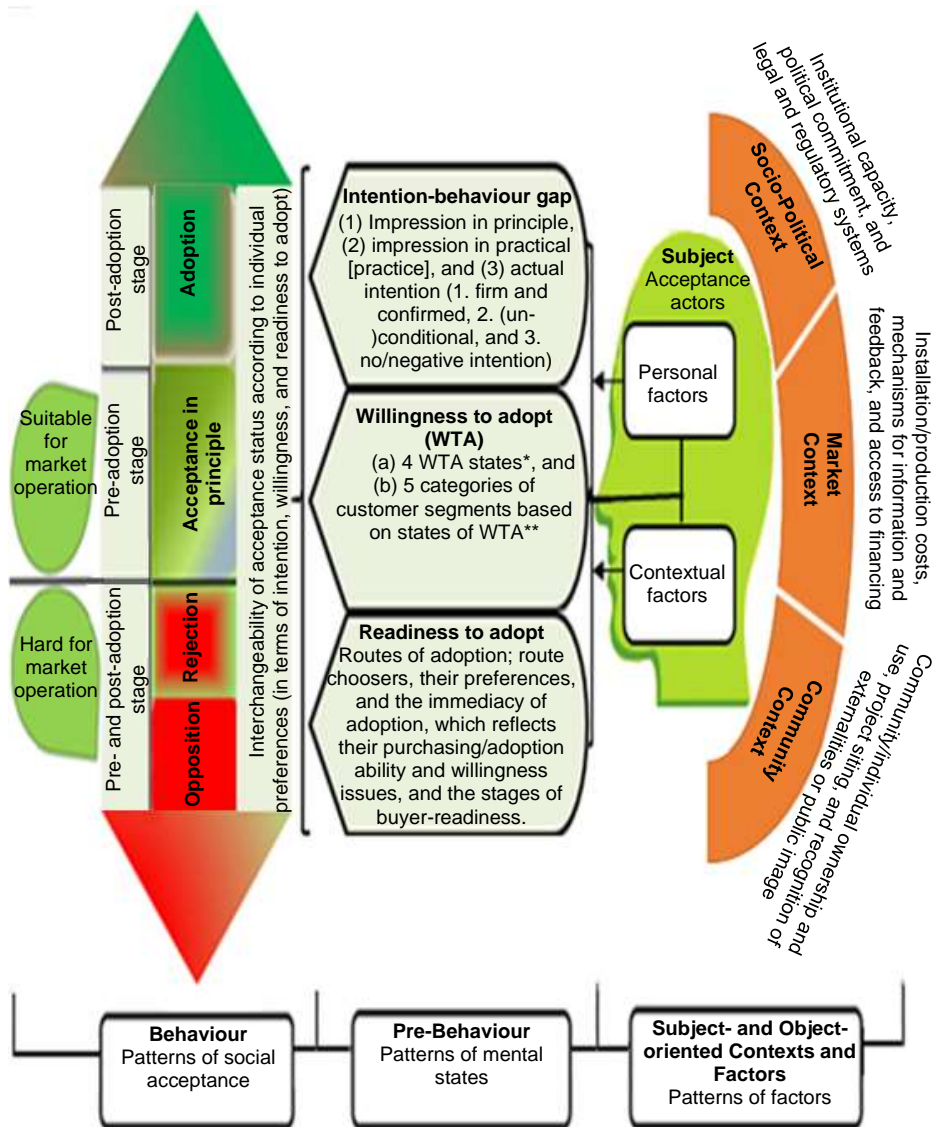 Post-adoption
stage
Adoption
Suitable
for
market
operation
Pre-adoption
stage
Acceptance in
principle
Hard for
market
operation
Pre- and post-adoption
stage
Rejection
Opposition
Interchangeability of acceptance status according to individual
preferences (in terms of intention, willingness, and readiness to adopt)
Intention-behaviour gap
(1) Impression in principle,
(2) impression in practical
[practice], and (3) actual
intention (1. firm and
confirmed, 2. (un-
)conditional, and 3.
no/negative intention)
Willingness to adopt
(WTA)
(a) 4 WTA states*, and
(b) 5 categories of
customer segments based
on states of WTA**
Readiness to adopt
Routes of adoption; route
choosers, their preferences,
and the immediacy of
adoption, which reflects
their purchasing/adoption
ability and willingness
issues, and the stages of
buyer-readiness.
Subject
Acceptance
actors
Personal
factors
Contextual
factors
Socio-Political
Context
Institutional capacity,
political commitment, and
legal and regulatory systems
Market
Context
Installation/production costs,
mechanisms for information and
feedback, and access to financing
Community
Context
Community/individual ownership and
use, project siting, and recognition of
externalities or public image
Behaviour
Patterns of social
acceptance
Pre-Behaviour
Patterns of mental
states
Subject- and Object-
oriented Contexts and
Factors
Patterns of factors